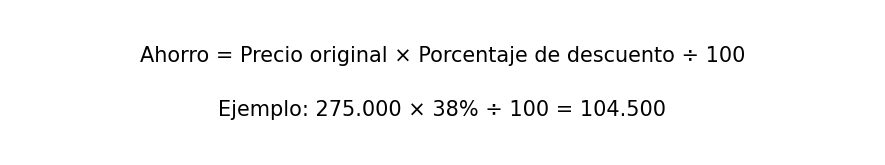 Ahorro = Precio original × Porcentaje de descuento ÷ 100
Ejemplo: 275.000 × 38% ÷ 100 = 104.500